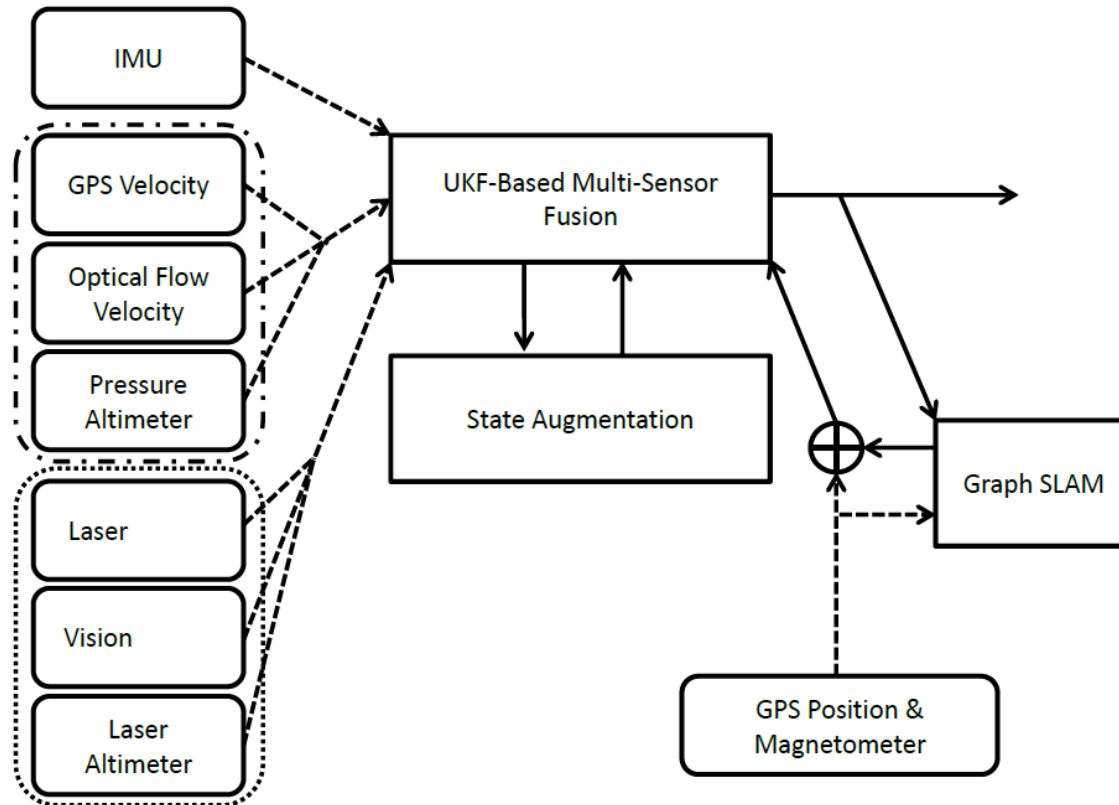 IMU
GPS Velocity
Optical Flow
Velocity
Pressure
Altimeter
Laser
Vision
Laser
Altimeter
UKF-Based Multi-Sensor
Fusion
State Augmentation
Graph SLAM
GPS Position &
Magnetometer